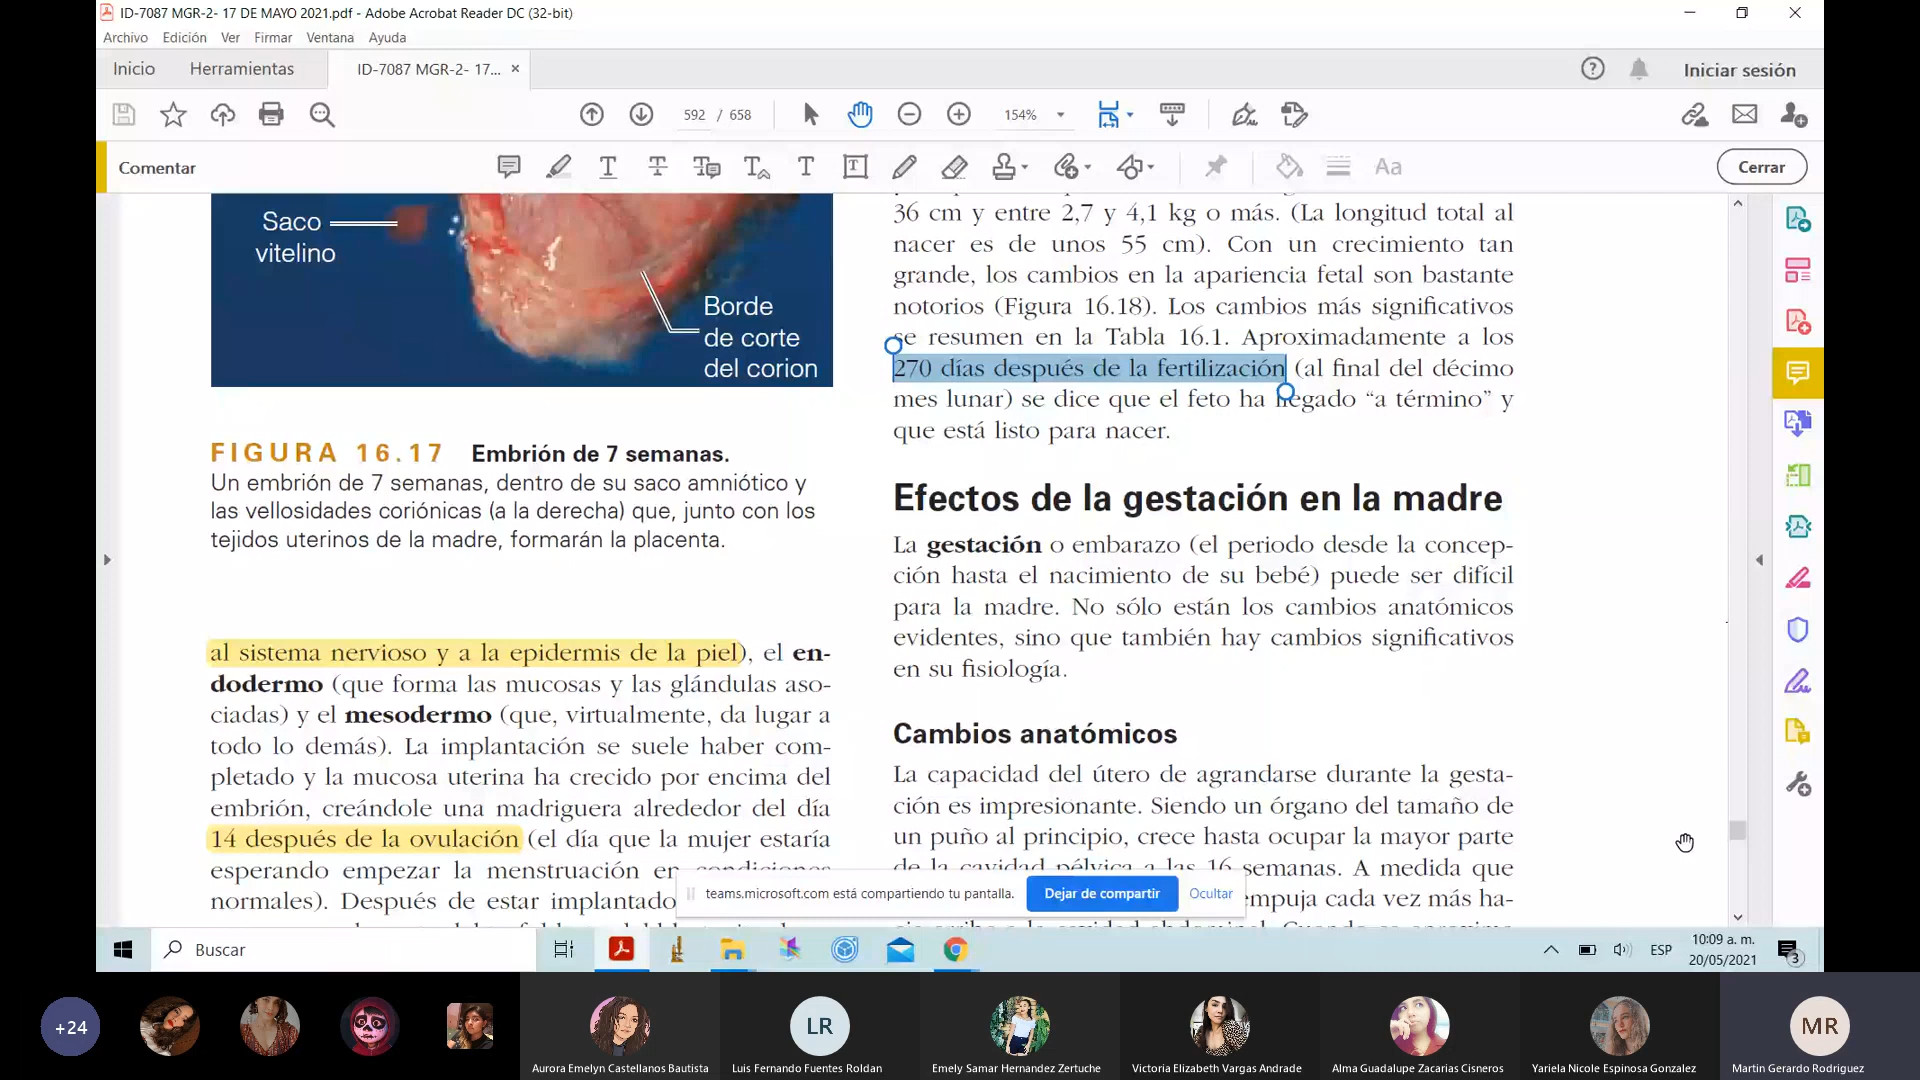 ID-7087 MGR-2- 17 DE MAYO 2021.pdf - Adobe Acrobat Reader DC (32-bit)
Archivo Edición Ver Firmar Ventana Ayuda
Inicio Herramientas ID-7087 MGR-2- 17... × Iniciar sesión
592 / 658 154%
Comentar Aa Cerrar
Saco
vitelino
Borde
de corte
del corion
FIGURA 16.17 Embrión de 7 semanas.
Un embrión de 7 semanas, dentro de su saco amniótico y
las vellosidades coriónicas (a la derecha) que, junto con los
tejidos uterinos de la madre, formarán la placenta.
al sistema nervioso y a la epidermis de la piel), el en-
dodermo (que forma las mucosas y las glándulas aso-
ciadas) y el mesodermo (que, virtualmente, da lugar a
todo lo demás). La implantación se suele haber com-
pletado y la mucosa uterina ha crecido por encima del
embrión, creándole una madriguera alrededor del día
14 después de la ovulación (el día que la mujer estaría
esperando empezar la menstruación en condiciones
normales). Después de estar implantado
36 cm y entre 2,7 y 4,1 kg o más. (La longitud total al
nacer es de unos 55 cm). Con un crecimiento tan
grande, los cambios en la apariencia fetal son bastante
notorios (Figura 16.18). Los cambios más significativos
se resumen en la Tabla 16.1. Aproximadamente a los
270 días después de la fertilización (al final del décimo
mes lunar) se dice que el feto ha llegado “a término” y
que está listo para nacer.
Efectos de la gestación en la madre
La gestación o embarazo (el periodo desde la concep-
ción hasta el nacimiento de su bebé) puede ser difícil
para la madre. No sólo están los cambios anatómicos
evidentes, sino que también hay cambios significativos
en su fisiología.
Cambios anatómicos
La capacidad del útero de agrandarse durante la gesta-
ción es impresionante. Siendo un órgano del tamaño de
un puño al principio, crece hasta ocupar la mayor parte
de la cavidad pélvica a las 16 semanas. A medida que
empuja cada vez más ha-
teams.microsoft.com está compartiendo tu pantalla. Dejar de compartir Ocultar
Buscar ESP 10:09 a. m.
20/05/2021 3
+24 LR MR
Aurora Emelyn Castellanos Bautista Luis Fernando Fuentes Roldan Emely Samar Hernandez Zertuche Victoria Elizabeth Vargas Andrade Alma Guadalupe Zacarias Cisneros Yariela Nicole Espinosa Gonzalez Martin Gerardo Rodriguez